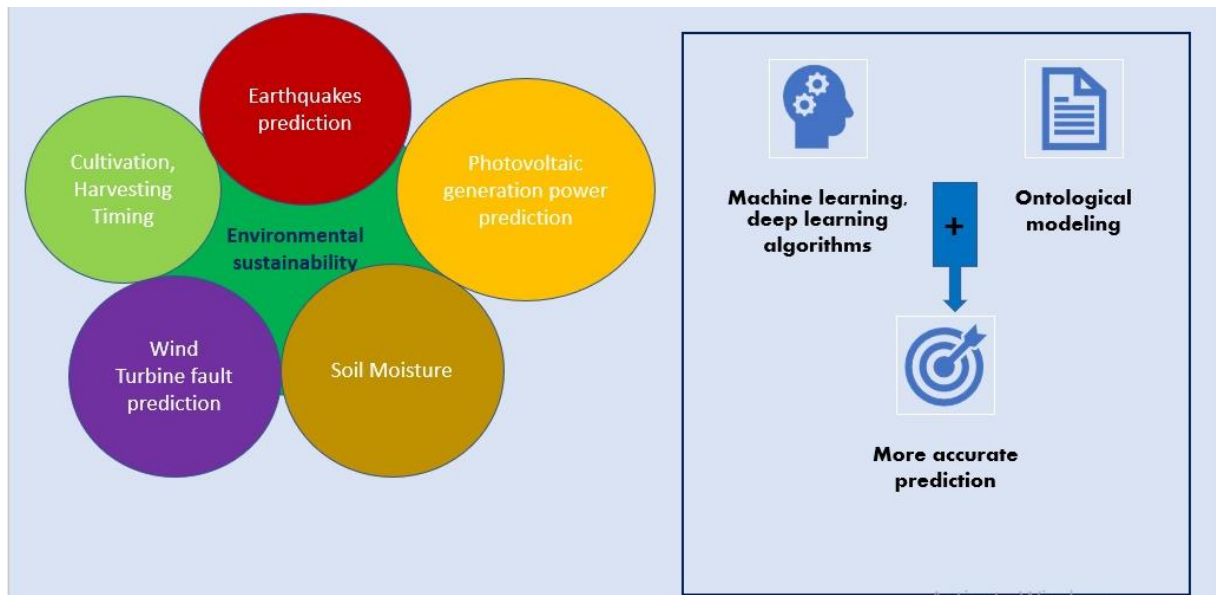 Earthquakes
prediction
Cultivation,
Harvesting
Timing
Photovoltaic
generation power
prediction
Environmental
sustainability
Wind
Turbine fault
prediction
Soil Moisture
Machine learning,
deep learning
algorithms
+
Ontological
modeling
More accurate
prediction